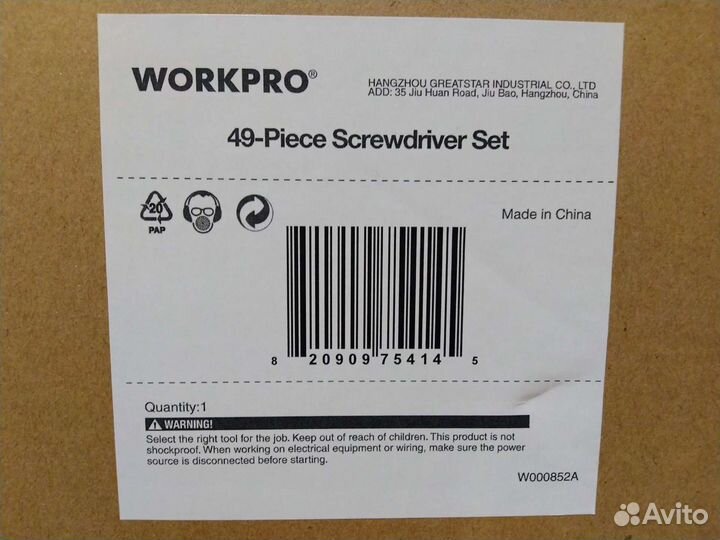 WORKPRO®
HANGZHOU GREATSTAR INDUSTRIAL CO., LTD
ADD: 35 Jiu Huan Road, Jiu Bao, Hangzhou, China
49-Piece Screwdriver Set
20
PAP
Made in China
8 20909 75414 5
Quantity:1
WARNING!
Select the right tool for the job. Keep out of reach of children. This product is not
shockproof. When working on electrical equipment or wiring, make sure the power
source is disconnected before starting.
W000852A
Avito